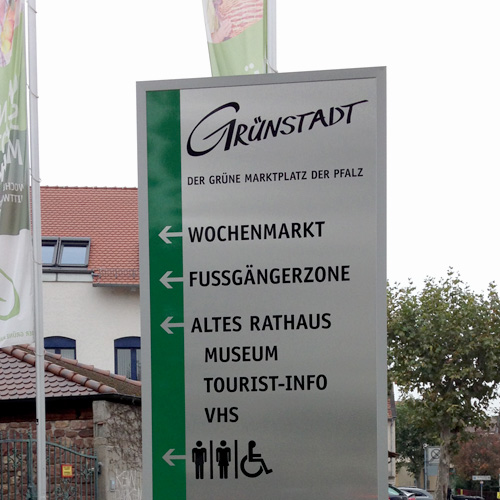 GRÜNSTADT
DER GRÜNE MARKTPLATZ DER PFALZ
WOCHENMARKT
FUSSGÄNGERZONE
ALTES RATHAUS
MUSEUM
TOURIST-INFO
VHS